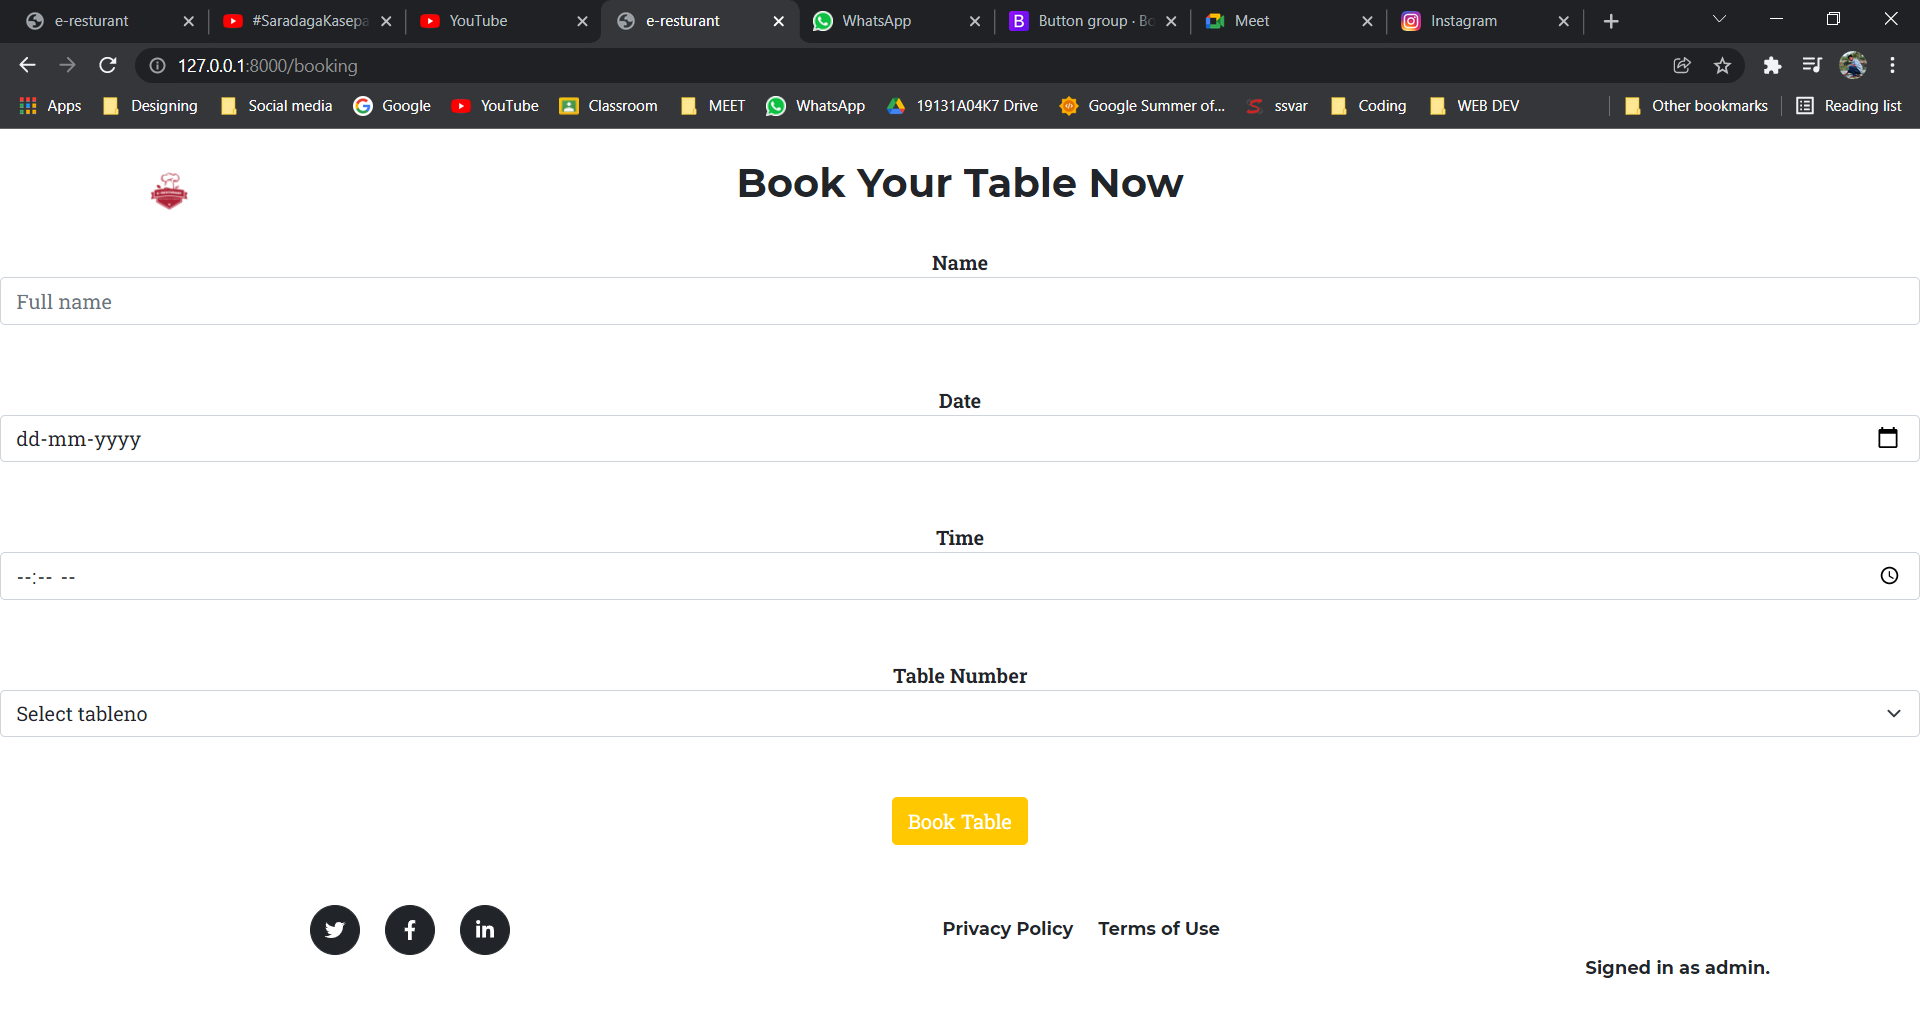 e-resturant #SaradagaKasepa YouTube e-resturant WhatsApp Button group · Bo Meet Instagram
127.0.0.1:8000/booking
Apps Designing Social media Google YouTube Classroom MEET WhatsApp 19131A04K7 Drive Google Summer of... ssvar Coding WEB DEV Other bookmarks Reading list
Book Your Table Now
Name
Full name
Date
dd-mm-yyyy
Time
--:-- --
Table Number
Select tableno
Book Table
Privacy Policy Terms of Use
Signed in as admin.